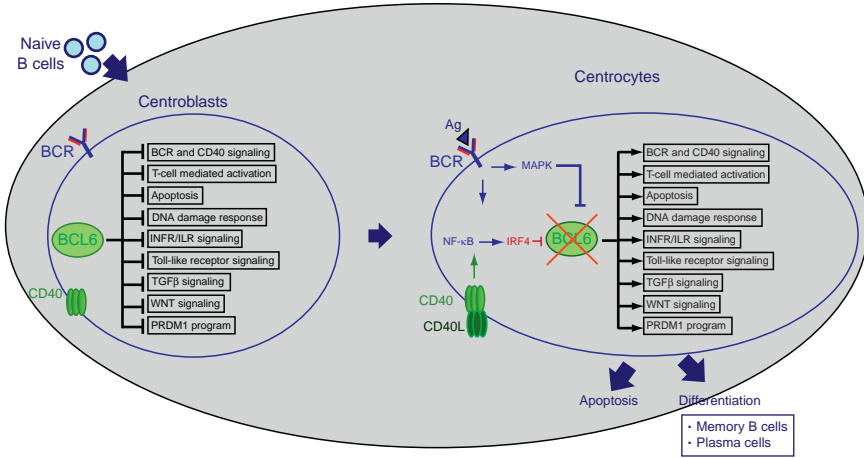 Naive
B cells
Centroblasts
BCR
BCR and CD40 signaling
T-cell mediated activation
Apoptosis
DNA damage response
INFR/ILR signaling
Toll-like receptor signaling
TGFβ signaling
WNT signaling
PRDM1 program
BCL6
CD40
Centrocytes
Ag
BCR
MAPK
NF-κB
IRF4
BCL6
CD40
CD40L
BCR and CD40 signaling
T-cell mediated activation
Apoptosis
DNA damage response
INFR/ILR signaling
Toll-like receptor signaling
TGFβ signaling
WNT signaling
PRDM1 program
Apoptosis
Differentiation
· Memory B cells
· Plasma cells